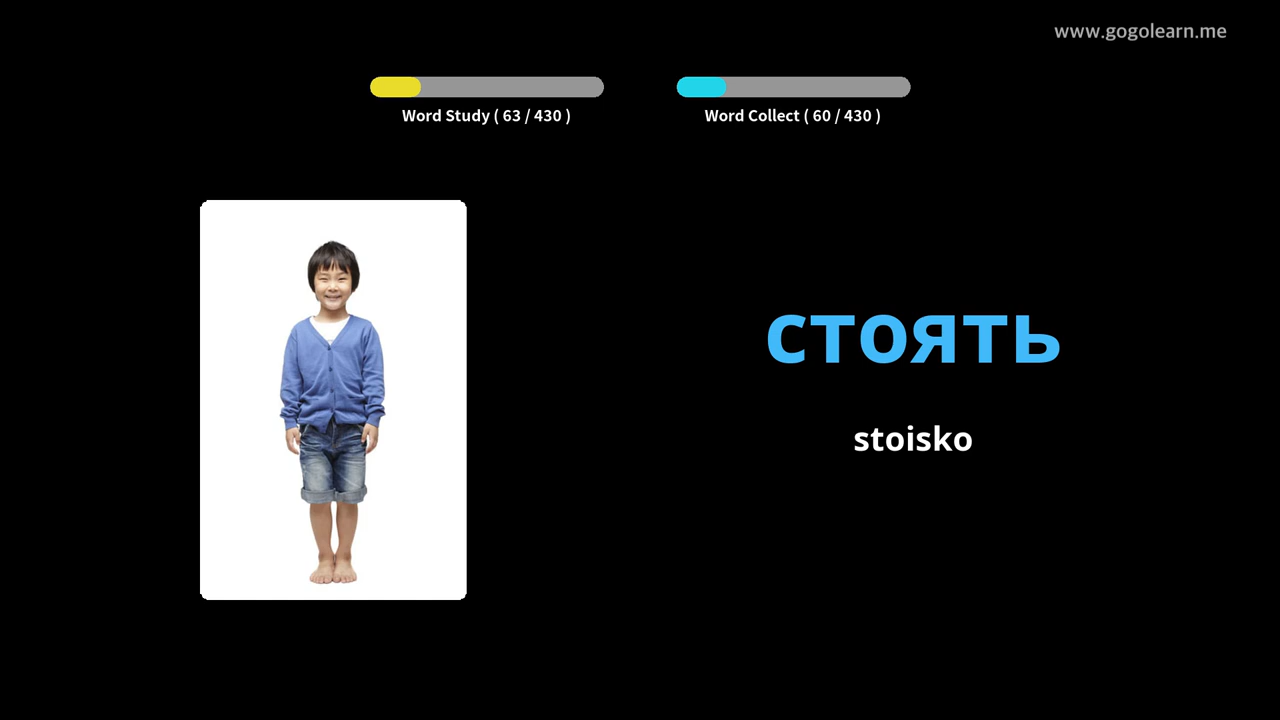 www.gogolearn.me
Word Study ( 63 / 430 )
Word Collect ( 60 / 430 )
стоять
stoisko